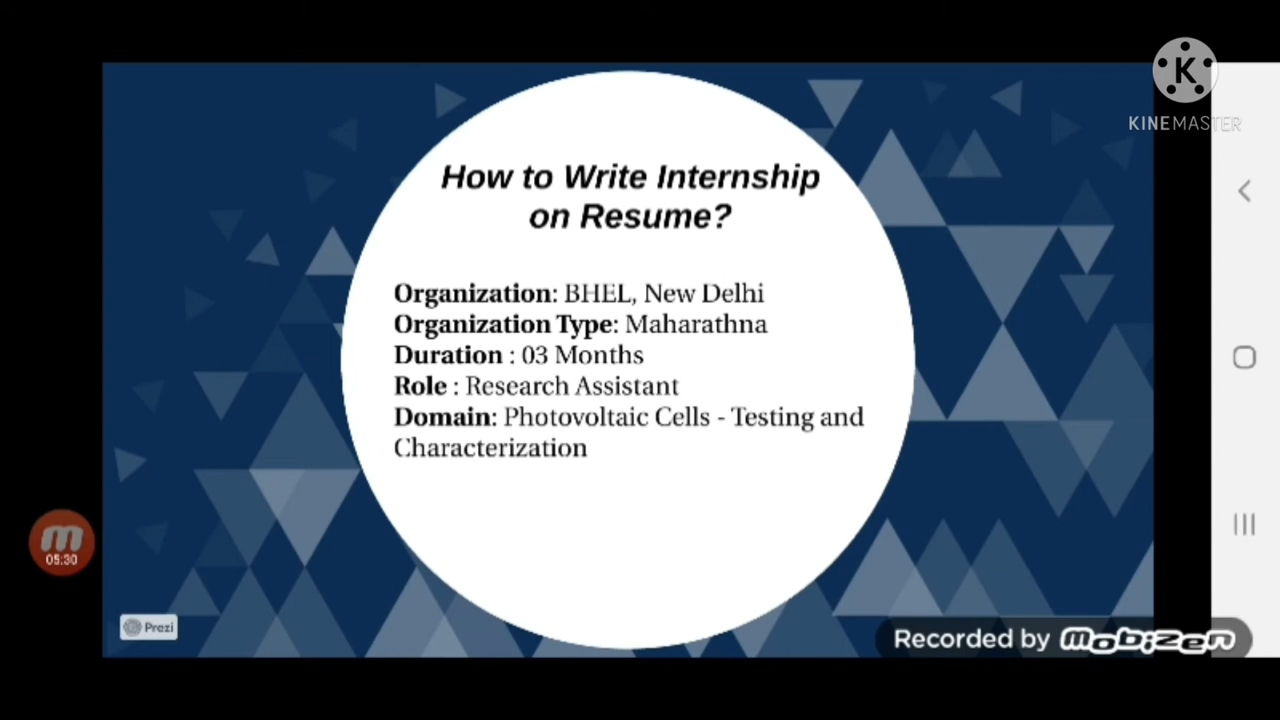 K
KINEMASTER
How to Write Internship
on Resume?
Organization: BHEL, New Delhi
Organization Type: Maharathna
Duration : 03 Months
Role : Research Assistant
Domain: Photovoltaic Cells - Testing and
Characterization
m
05:30
Prezi
Recorded by mobizen